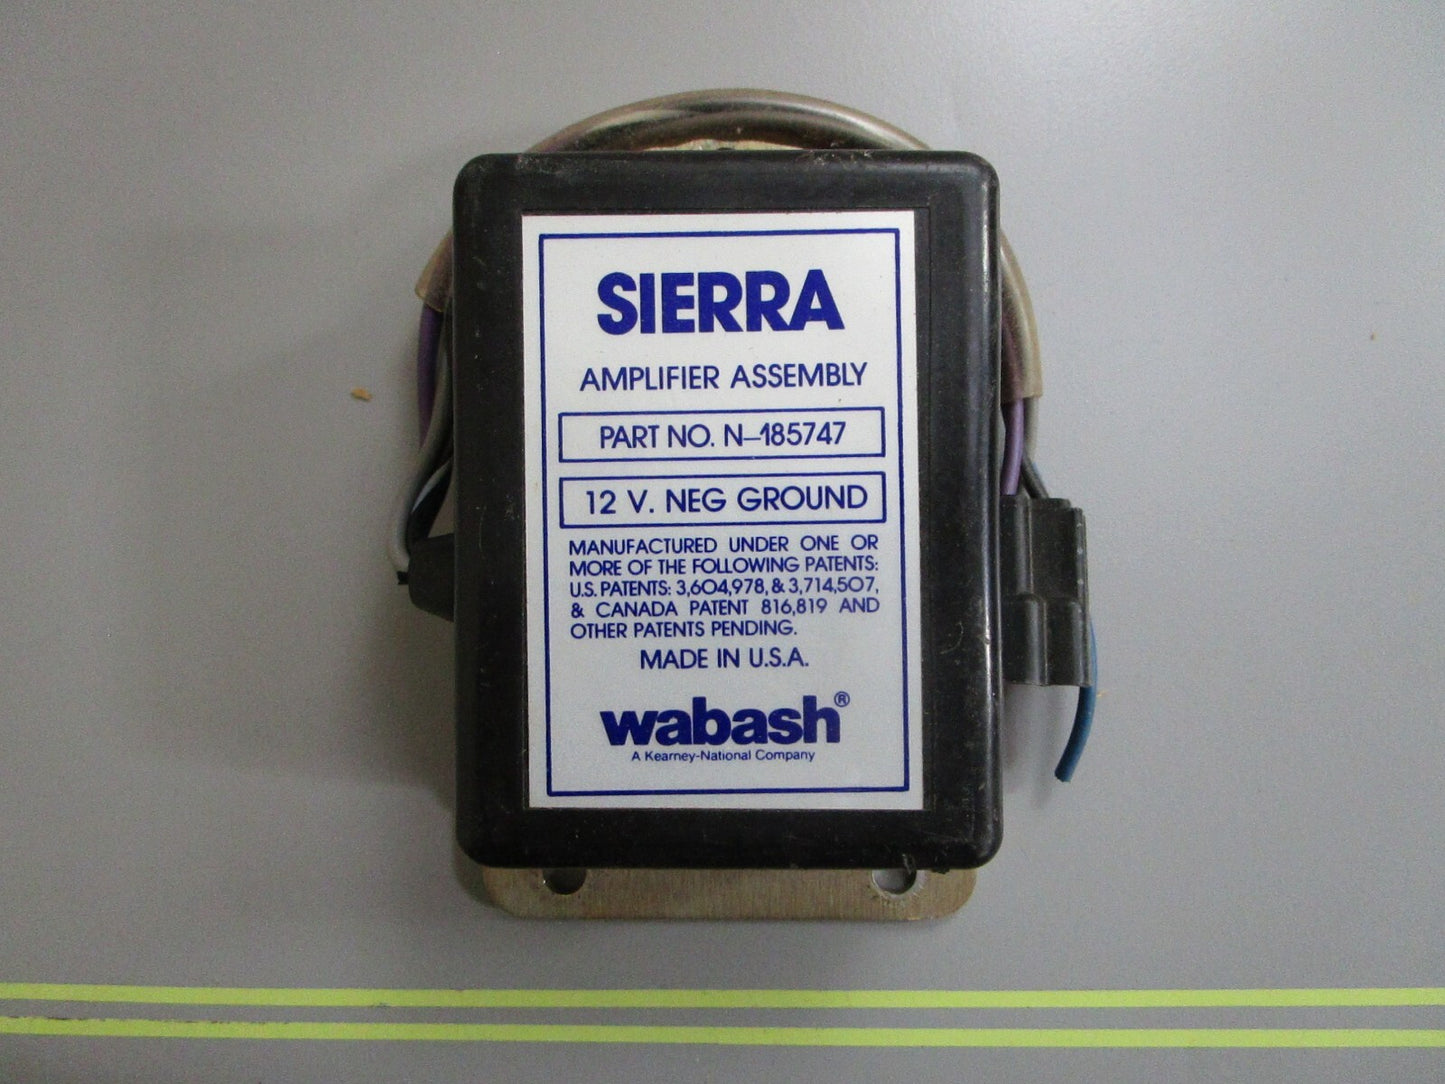 SIERRA
AMPLIFIER ASSEMBLY
PART NO. N-185747
12 V. NEG GROUND
MANUFACTURED UNDER ONE OR
MORE OF THE FOLLOWING PATENTS:
U.S. PATENTS: 3,604,978, & 3,714,507,
& CANADA PATENT 816,819 AND
OTHER PATENTS PENDING.
MADE IN U.S.A.
wabash®
A Kearney-National Company